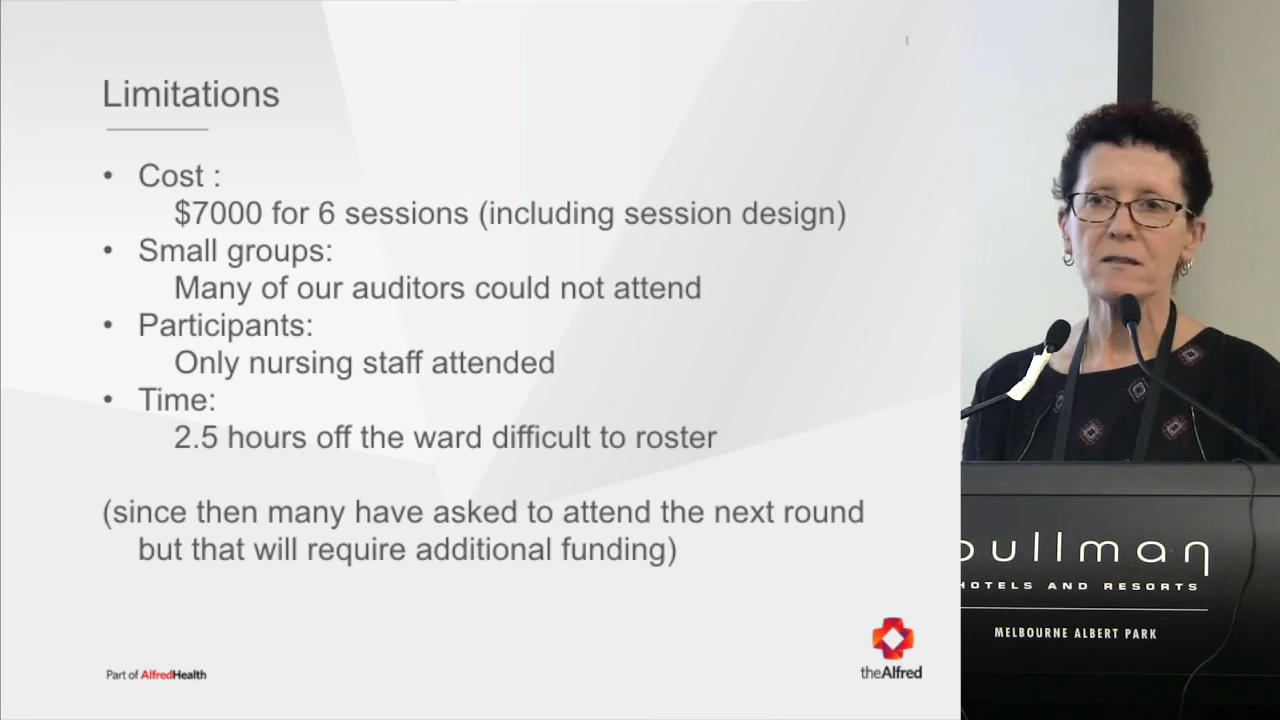 Limitations
• Cost :
$7000 for 6 sessions (including session design)
• Small groups:
Many of our auditors could not attend
• Participants:
Only nursing staff attended
• Time:
2.5 hours off the ward difficult to roster
(since then many have asked to attend the next round
but that will require additional funding)
Part of AlfredHealth
theAlfred
pullman
HOTELS AND RESORTS
MELBOURNE ALBERT PARK